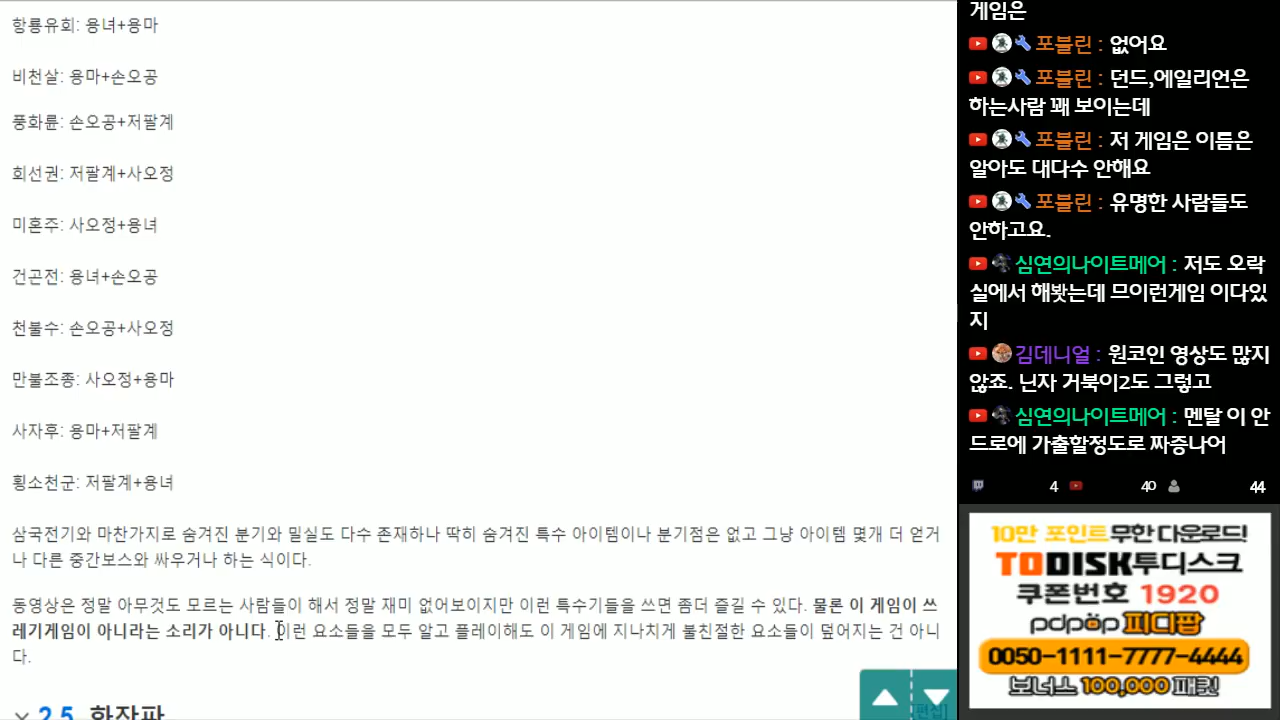 항룡유회: 용녀+용마
비천살: 용마+손오공
풍화륜: 손오공+저팔계
회선권: 저팔계+사오정
미혼주: 사오정+용녀
건곤전: 용녀+손오공
천불수: 손오공+사오정
만불조종: 사오정+용마
사자후: 용마+저팔계
횡소천군: 저팔계+용녀
삼국전기와 마찬가지로 숨겨진 분기와 밀실도 다수 존재하나 딱히 숨겨진 특수 아이템이나 분기점은 없고 그냥 아이템 몇개 더 얻거
나 다른 중간보스와 싸우거나 하는 식이다.
동영상은 정말 아무것도 모르는 사람들이 해서 정말 재미 없어보이지만 이런 특수기들을 쓰면 좀더 즐길 수 있다. 물론 이 게임이 쓰
레기게임이 아니라는 소리가 아니다. 이런 요소들을 모두 알고 플레이해도 이 게임에 지나치게 불친절한 요소들이 덮어지는 건 아니
다.
2.5. 확장판
[편집]
게임은
포블린 : 없어요
포블린 : 던드,에일리언은
하는사람 꽤 보이는데
포블린 : 저 게임은 이틈은
알아도 대다수 안해요
포블린 : 유명한 사람들도
안하고요.
심연의나이트메어 : 저도 오락
실에서 해봣는데 므이런게임 이다있
지
김데니얼 : 원코인 영상도 많지
않죠. 닌자 거북이2도 그렇고
심연의나이트메어 : 멘탈 이 안
드로에 가출할정도로 짜증나어
4 40 44
10만 포인트 무한 다운로드!
TODISK투디스크
쿠폰번호 1920
pdpop 피디팝
0050-1111-7777-4444
보너스 100,000 패킷